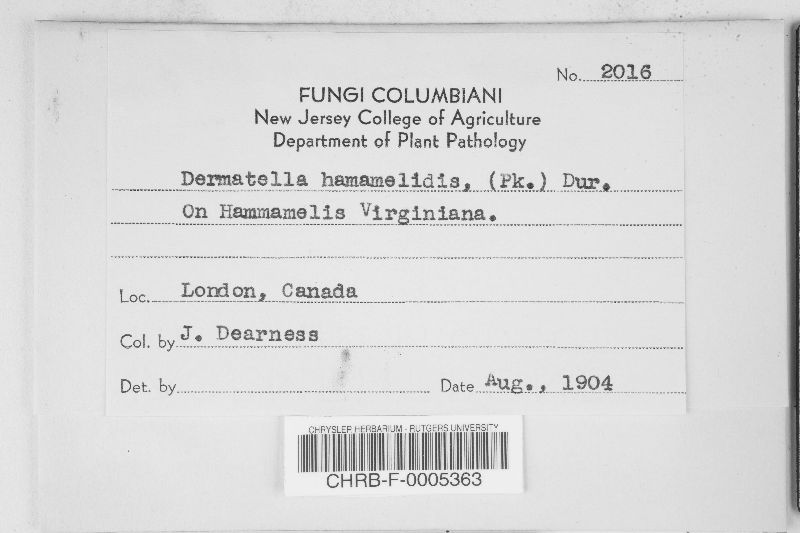 No. 2016
FUNGI COLUMBIANI
New Jersey College of Agriculture
Department of Plant Pathology
Dermatella hamamelidis, (Pk.) Dur.
On Hammamelis Virginiana.
Loc. London, Canada
Col. by J. Dearness
Det. by Date Aug., 1904
CHRYSLER HERBARIUM - RUTGERS UNIVERSITY
CHRB-F-0005363